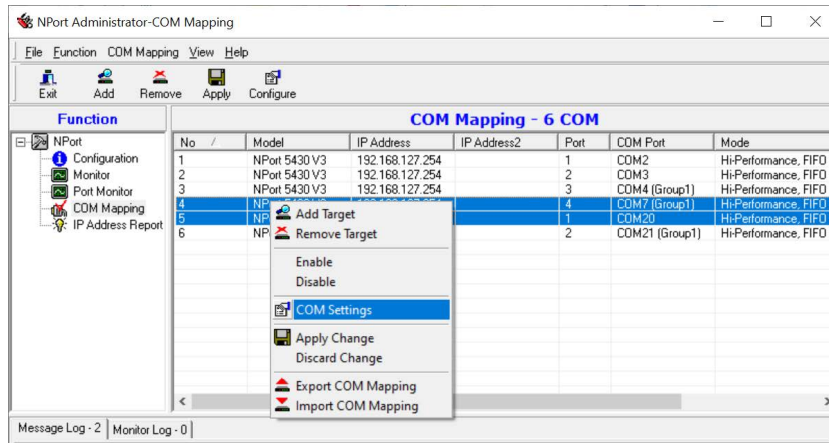 NPort Administrator-COM Mapping
File Function COM Mapping View Help
Exit Add Remove Apply Configure
Function
COM Mapping - 6 COM
NPort
Configuration
Monitor
Port Monitor
COM Mapping
IP Address Report
No Model IP Address IP Address2 Port COM Port Mode
1 NPort 5430 V3 192.168.127.254 1 COM2 Hi-Performance, FIFO
2 NPort 5430 V3 192.168.127.254 2 COM3 Hi-Performance, FIFO
3 NPort 5430 V3 192.168.127.254 3 COM4 (Group1) Hi-Performance, FIFO
4 4 COM7 (Group1) Hi-Performance, FIFO
5 NP 1 COM20 Hi-Performance, FIFO
6 NP 2 COM21 (Group1) Hi-Performance, FIFO
Add Target
Remove Target
Enable
Disable
COM Settings
Apply Change
Discard Change
Export COM Mapping
Import COM Mapping
Message Log - 2 Monitor Log - 0